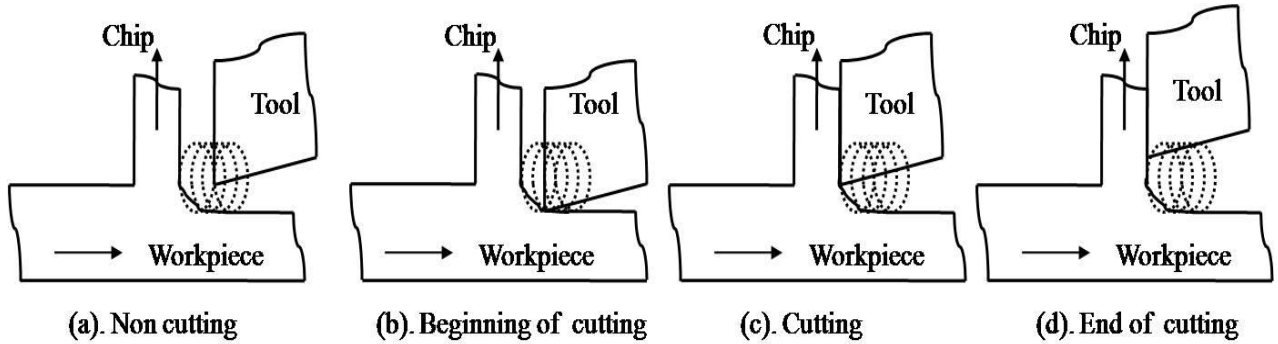 Chip
Tool
Workpiece
(a). Non cutting
Chip
Tool
Workpiece
(b). Beginning of cutting
Chip
Tool
Workpiece
(c). Cutting
Chip
Tool
Workpiece
(d). End of cutting